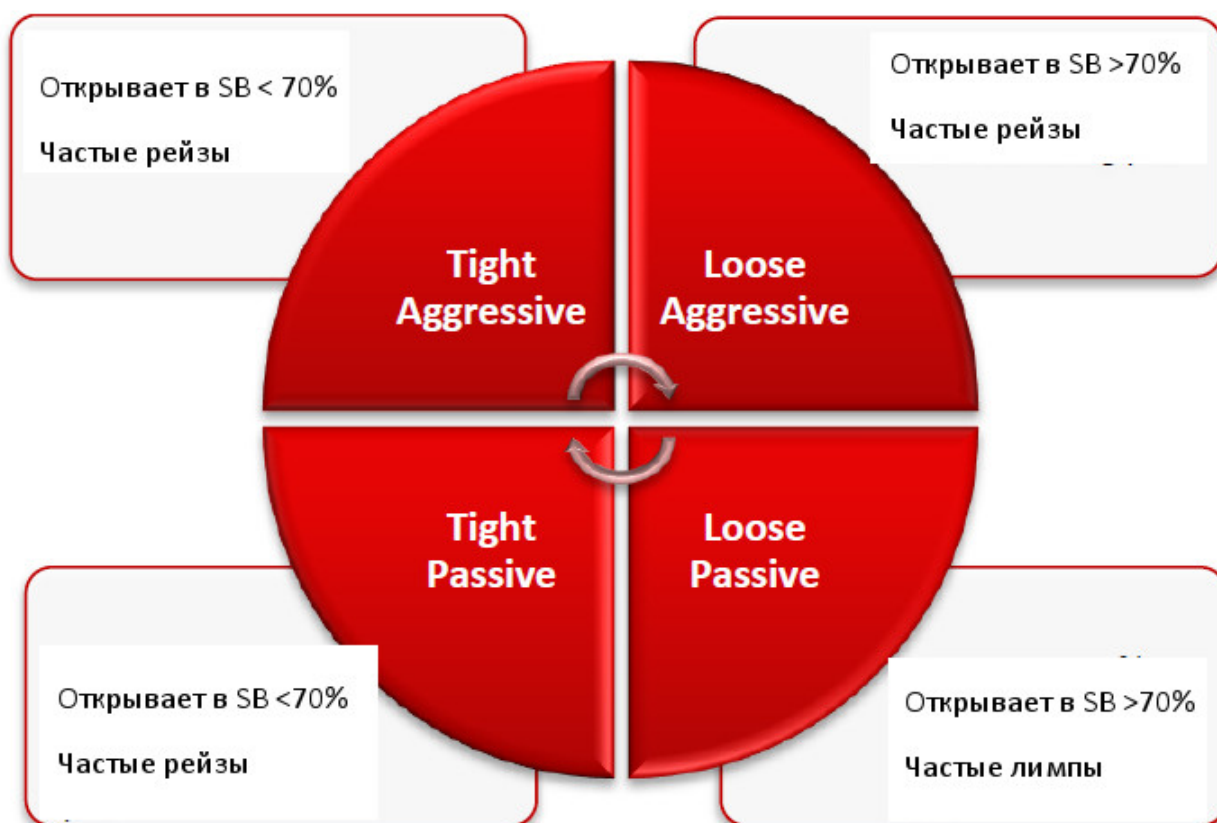 Открывает в SB < 70%
Частые рейзы
Открывает в SB >70%
Частые рейзы
Tight
Aggressive
Loose
Aggressive
Tight
Passive
Loose
Passive
Открывает в SB <70%
Частые рейзы
Открывает в SB >70%
Частые лимпы